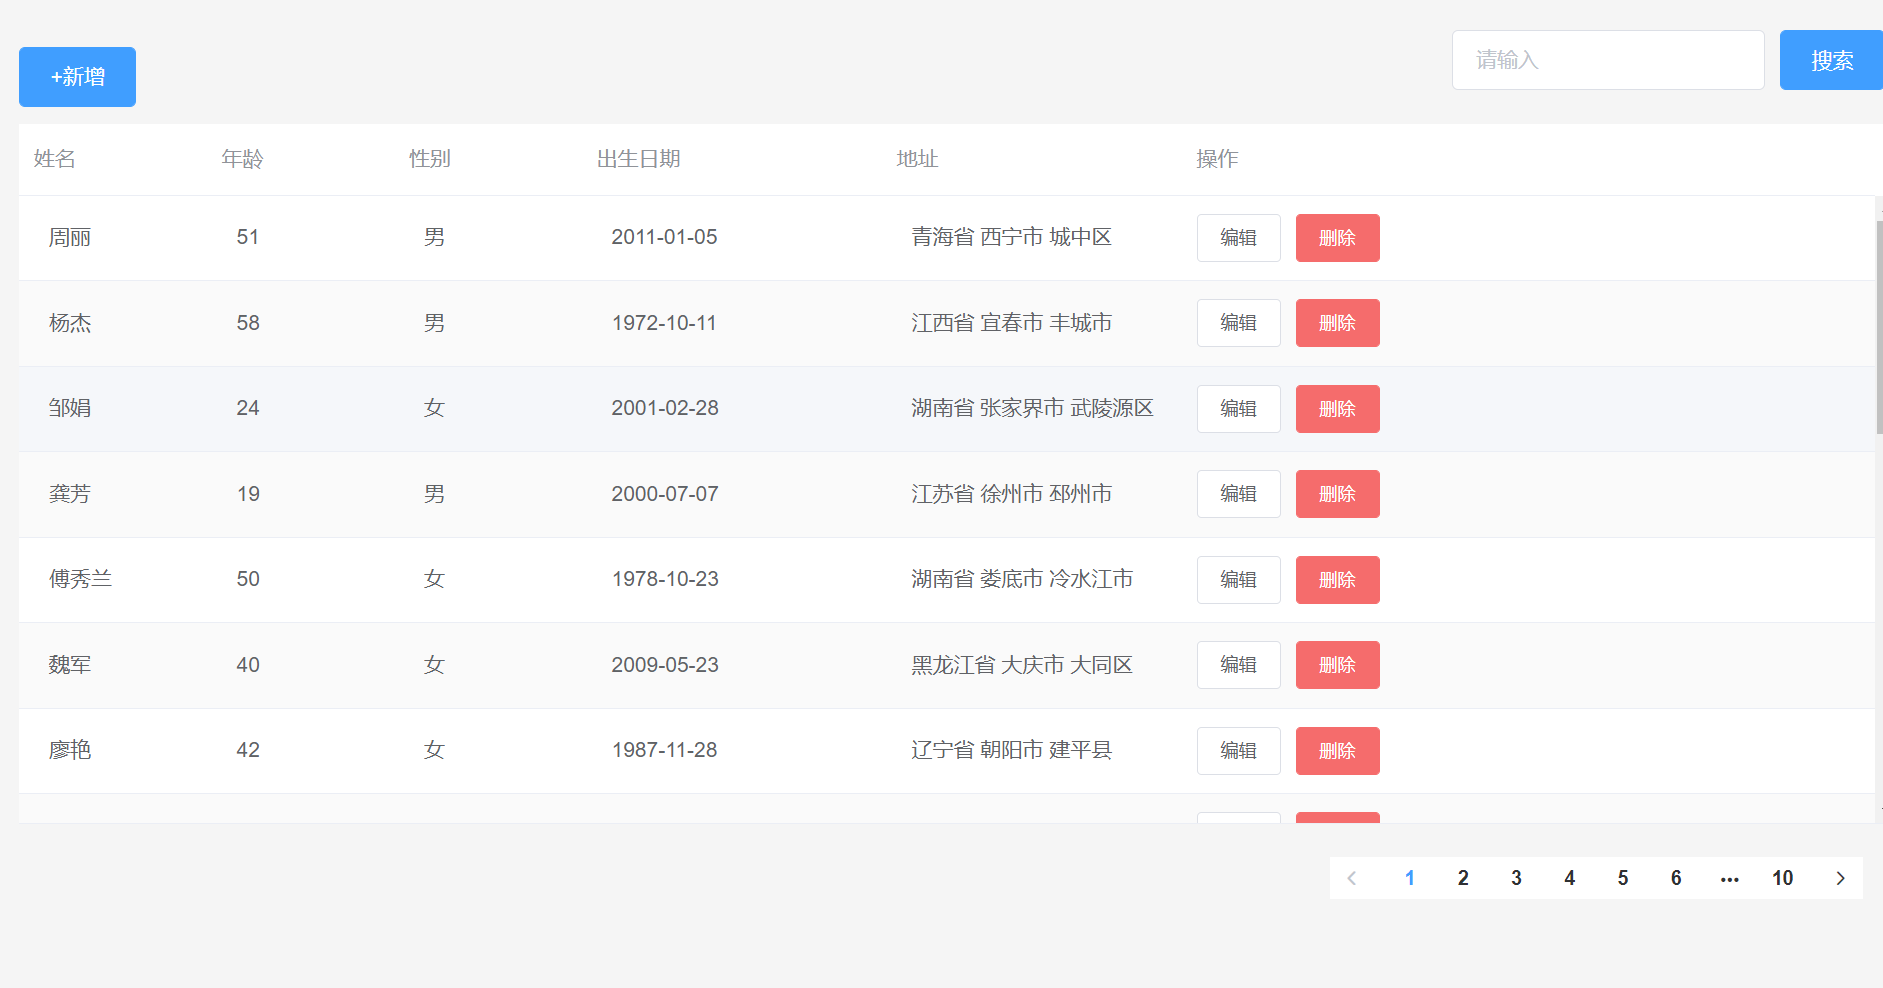 +新增
请输入 搜索
姓名 年龄 性别 出生日期 地址 操作
周丽 51 男 2011-01-05 青海省 西宁市 城中区 编辑 删除
杨杰 58 男 1972-10-11 江西省 宜春市 丰城市 编辑 删除
邹娟 24 女 2001-02-28 湖南省 张家界市 武陵源区 编辑 删除
龚芳 19 男 2000-07-07 江苏省 徐州市 邳州市 编辑 删除
傅秀兰 50 女 1978-10-23 湖南省 娄底市 冷水江市 编辑 删除
魏军 40 女 2009-05-23 黑龙江省 大庆市 大同区 编辑 删除
廖艳 42 女 1987-11-28 辽宁省 朝阳市 建平县 编辑 删除
1 2 3 4 5 6 ••• 10